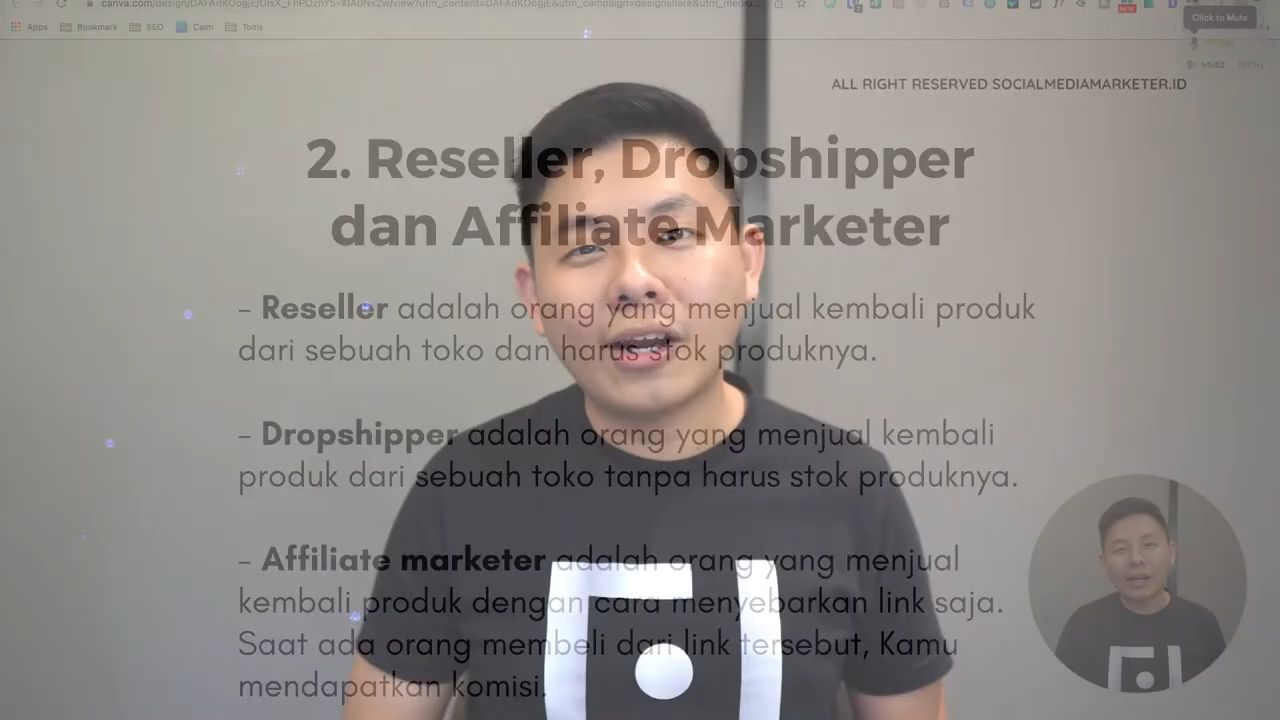 Apps Bookmark SEO Calm Tools
NEW
Click to Mute
ALL RIGHT RESERVED SOCIALMEDIAMARKETER.ID
2. Reseller, Dropshipper
dan Affiliate Marketer
- Reseller adalah orang yang menjual kembali produk
dari sebuah toko dan harus stok produknya.
- Dropshipper adalah orang yang menjual kembali
produk dari sebuah toko tanpa harus stok produknya.
- Affiliate marketer adalah orang yang menjual
kembali produk dengan cara menyebarkan link saja.
Saat ada orang membeli dari link tersebut, Kamu
mendapatkan komisi.